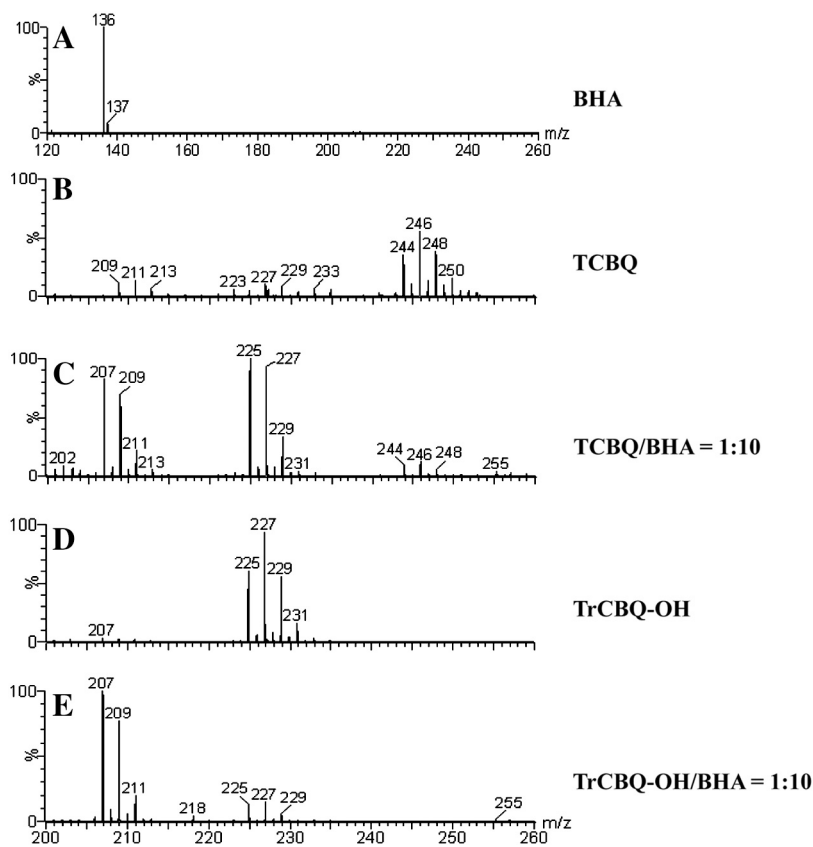 A
100
%
0
136
137
120 140 160 180 200 220 240 260 m/z
BHA
B
100
%
0
209 211 213 223 227 229 233 244 246 248 250
TCBQ
C
100
%
0
202 207 209 211 213 225 227 229 231 244 246 248 255
TCBQ/BHA = 1:10
D
100
%
0
207 225 227 229 231
TrCBQ-OH
E
100
%
0
207 209 211 218 225 227 229 255
200 210 220 230 240 250 260 m/z
TrCBQ-OH/BHA = 1:10